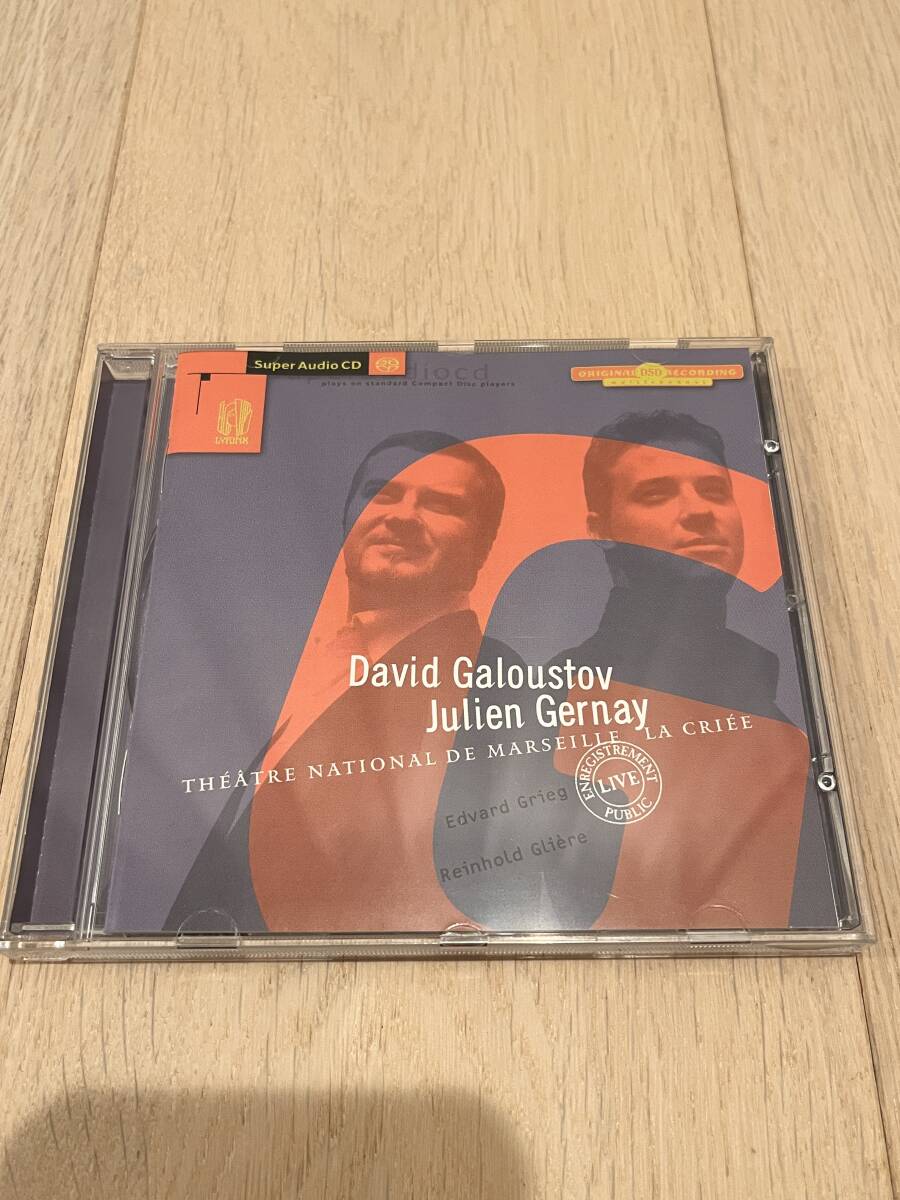 Super Audio CD
plays on standard Compact Disc players
LYRINX
ORIGINAL DSD RECORDING
David Galoustov
Julien Gernay
THÉÂTRE NATIONAL DE MARSEILLE LA CRIÉE
ENREGISTREMENT
LIVE
PUBLIC
Edvard Grieg
Reinhold Glière